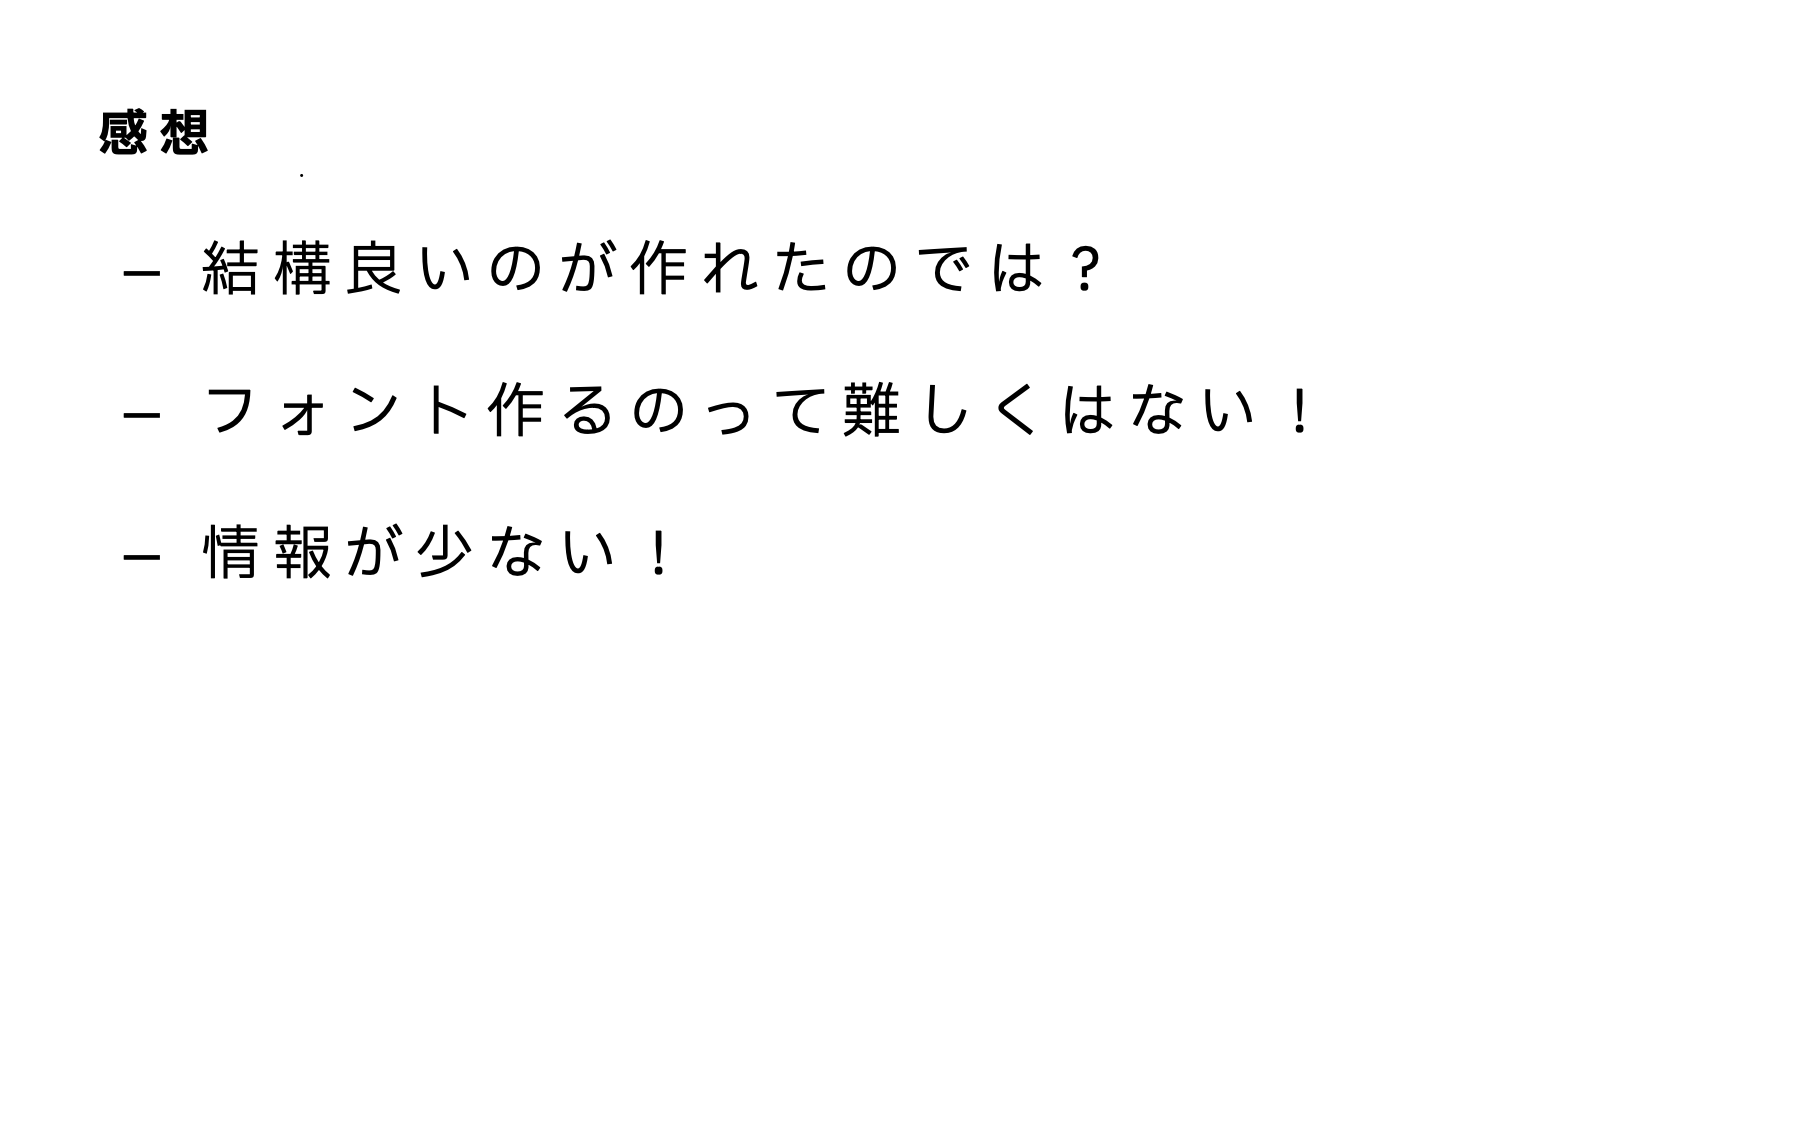 感想
– 結構良いのが作れたのでは？
– フォント作るのって難しくはない！
– 情報が少ない！